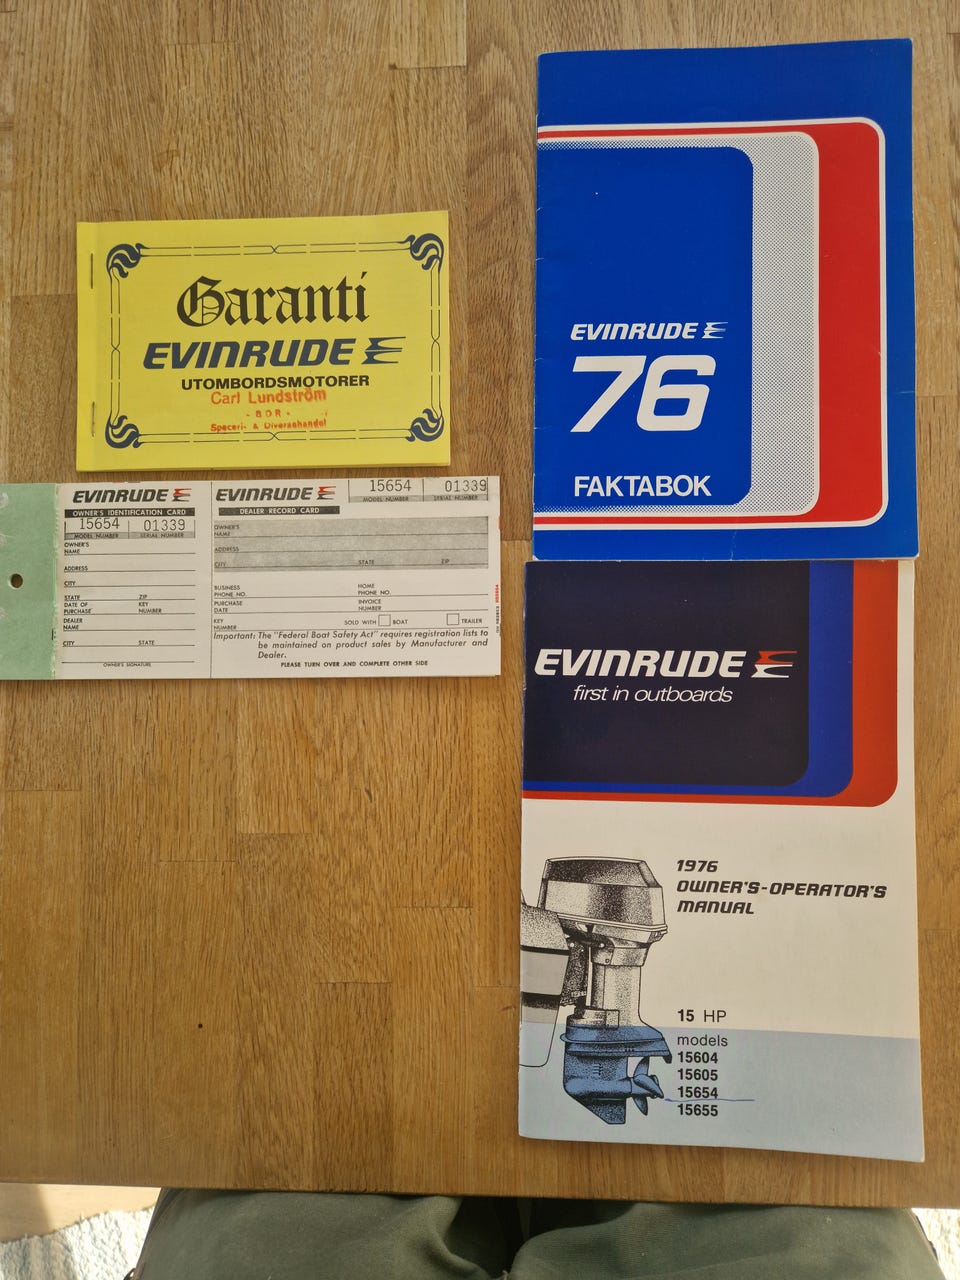 Garanti
EVINRUDE
UTOMBORDSMOTORER
Carl Lundström
- BOR -
Speceri- & Diversehandel
EVINRUDE
OWNER'S IDENTIFICATION CARD
15654 01339
MODEL NUMBER SERIAL NUMBER
OWNER'S
NAME
ADDRESS
CITY
STATE ZIP
DATE OF KEY
PURCHASE NUMBER
DEALER
NAME
CITY STATE
OWNER'S SIGNATURE
EVINRUDE
DEALER RECORD CARD
15654 01339
MODEL NUMBER SERIAL NUMBER
OWNER'S
NAME
ADDRESS
CITY STATE ZIP
BUSINESS HOME
PHONE NO. PHONE NO.
PURCHASE INVOICE
DATE NUMBER
KEY
NUMBER SOLD WITH BOAT TRAILER
Important: The "Federal Boat Safety Act" requires registration lists to
be maintained on product sales by Manufacturer and
Dealer.
PLEASE TURN OVER AND COMPLETE OTHER SIDE
EVINRUDE
76
FAKTABOK
EVINRUDE
first in outboards
1976
OWNER'S-OPERATOR'S
MANUAL
15 HP
models
15604
15605
15654
15655